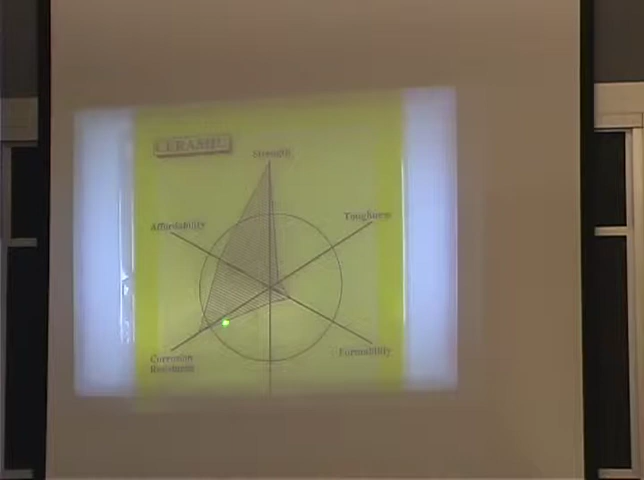 CERAMIC
Strength
Affordability
Toughness
Corrosion
Resistance
Formability